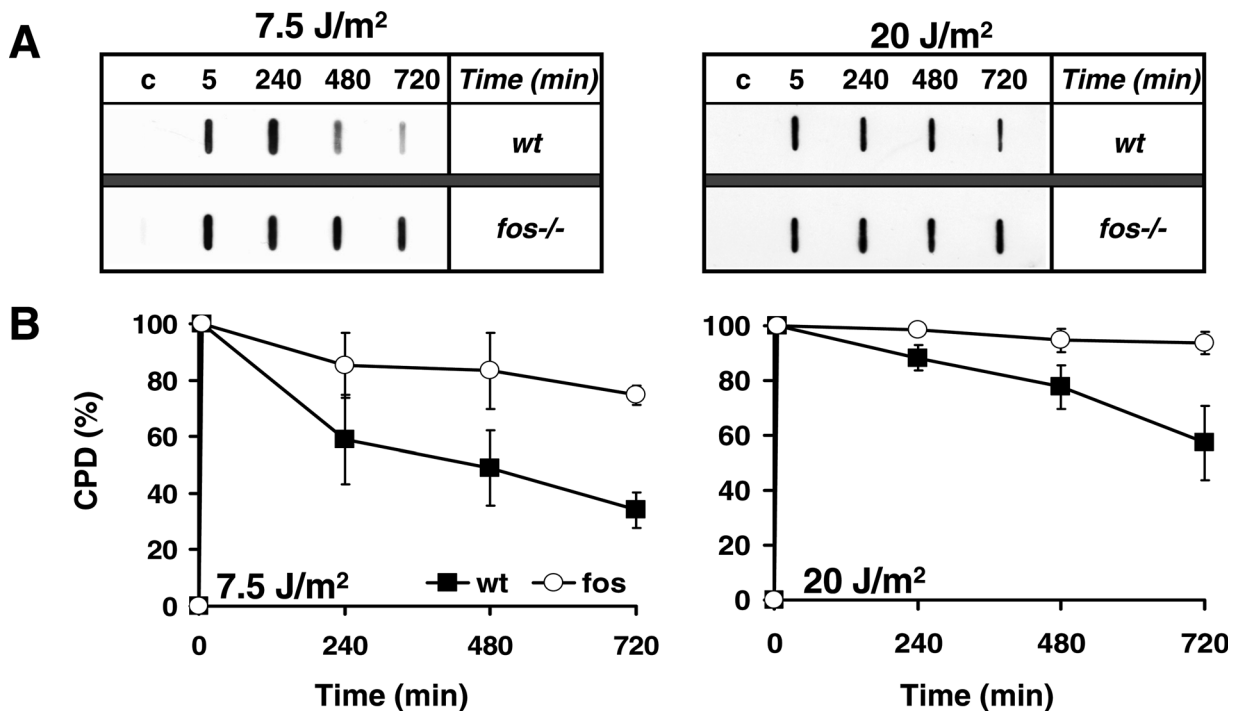 A
7.5 J/m²
20 J/m²
c 5 240 480 720 Time (min)
wt
fos-/-
c 5 240 480 720 Time (min)
wt
fos-/-
B
CPD (%)
100
80
60
40
20
0
7.5 J/m²
wt fos
0 240 480 720
Time (min)
100
80
60
40
20
0
20 J/m²
0 240 480 720
Time (min)